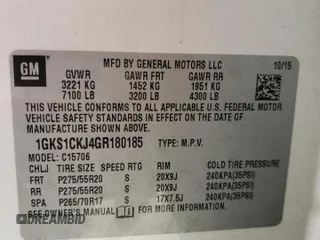 GM
MFD BY GENERAL MOTORS LLC
10/15
GVWR GAWR FRT GAWR RR
3221 KG 1452 KG 1951 KG
7100 LB 3200 LB 4300 LB
THIS VEHICLE CONFORMS TO ALL APPLICABLE U.S. FEDERAL MOTOR
VEHICLE SAFETY STANDARDS IN EFFECT ON THE DATE OF
MANUFACTURE SHOWN ABOVE.
1GKS1CKJ4GR180185 TYPE: M.P.V.
MODEL: C15706
CHLJ TIRE SIZE SPEED RTG RIM COLD TIRE PRESSURE
FRT P275/55R20 S 20X9J 240KPA(35PSI)
RR P275/55R20 S 20X9J 240KPA(35PSI)
SPA P265/70R17 S 17X7.5J 240KPA(35PSI)
SEE OWNER'S MANUAL FOR MORE INFORMATION.